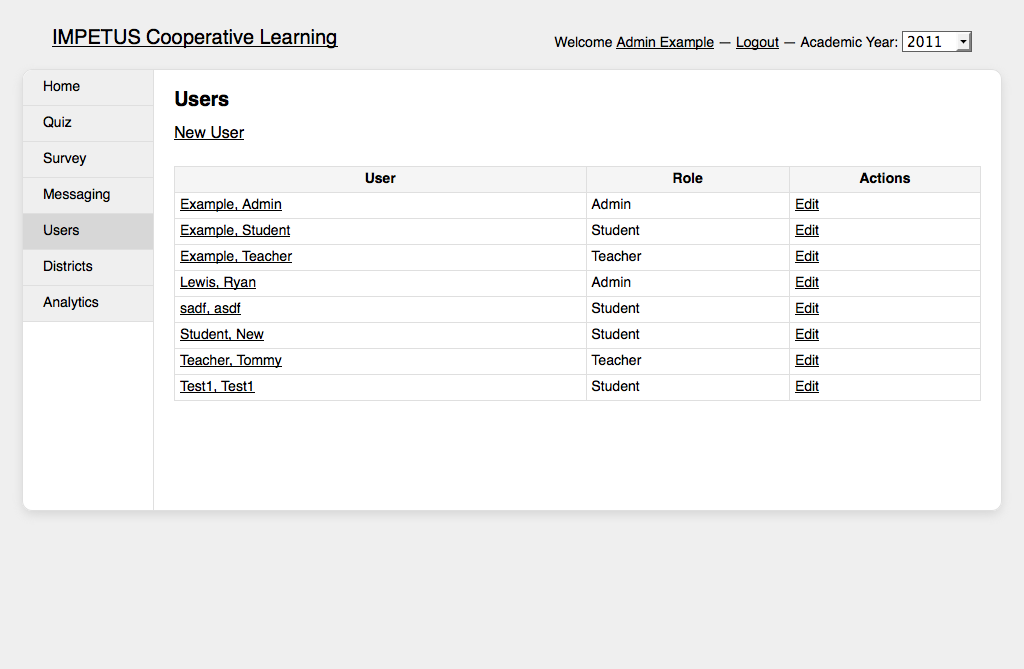 IMPETUS Cooperative Learning
Welcome Admin Example — Logout — Academic Year: 2011
Home
Quiz
Survey
Messaging
Users
Districts
Analytics
Users
New User
User Role Actions
Example, Admin Admin Edit
Example, Student Student Edit
Example, Teacher Teacher Edit
Lewis, Ryan Admin Edit
sadf, asdf Student Edit
Student, New Student Edit
Teacher, Tommy Teacher Edit
Test1, Test1 Student Edit